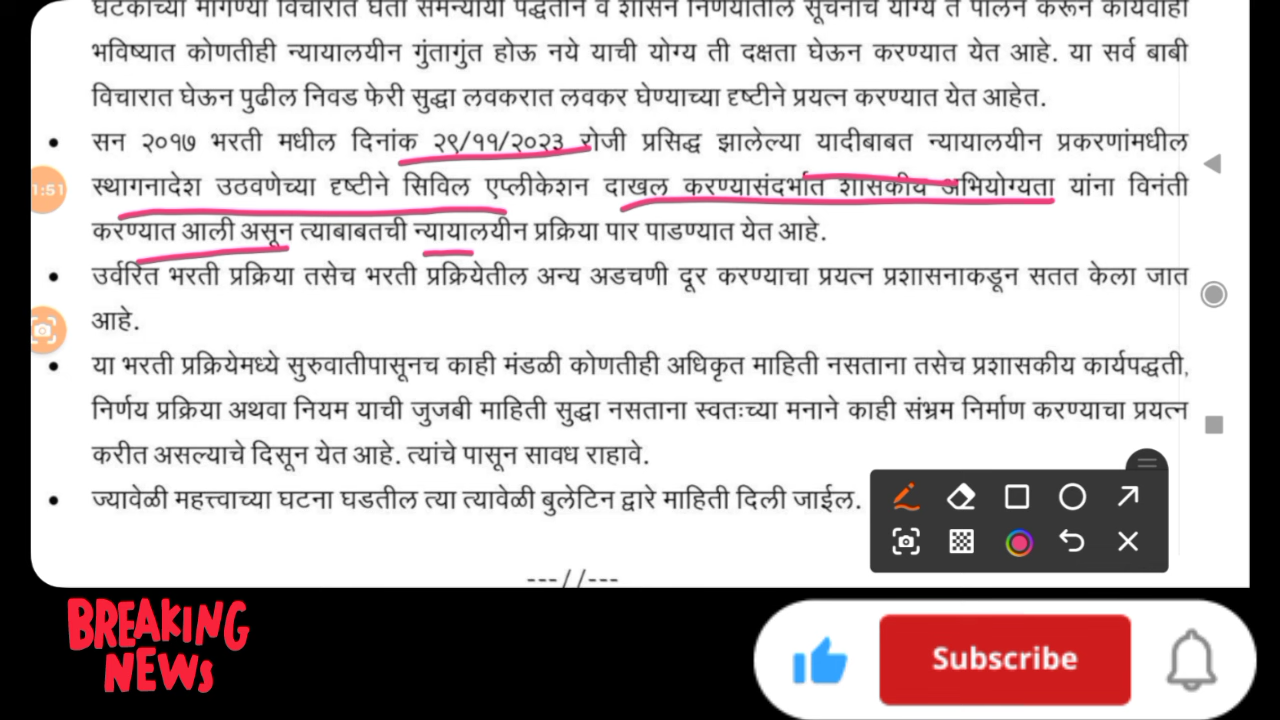 घटकांच्या मागण्या विचारात घेता समन्यायी पद्धतीने व शासन निर्णयातील सूचनांचे योग्य ते पालन करून कार्यवाही
भविष्यात कोणतीही न्यायालयीन गुंतागुंत होऊ नये याची योग्य ती दक्षता घेऊन करण्यात येत आहे. या सर्व बाबी
विचारात घेऊन पुढील निवड फेरी सुद्धा लवकरात लवकर घेण्याच्या दृष्टीने प्रयत्न करण्यात येत आहेत.
• सन २०१७ भरती मधील दिनांक २९/११/२०२३ रोजी प्रसिद्ध झालेल्या यादीबाबत न्यायालयीन प्रकरणांमधील
1:51
स्थागनादेश उठवणेच्या दृष्टीने सिविल एप्लीकेशन दाखल करण्यासंदर्भात शासकीय अभियोग्यता यांना विनंती
करण्यात आली असून त्याबाबतची न्यायालयीन प्रक्रिया पार पाडण्यात येत आहे.
• उर्वरित भरती प्रक्रिया तसेच भरती प्रक्रियेतील अन्य अडचणी दूर करण्याचा प्रयत्न प्रशासनाकडून सतत केला जात
आहे.
• या भरती प्रक्रियेमध्ये सुरुवातीपासूनच काही मंडळी कोणतीही अधिकृत माहिती नसताना तसेच प्रशासकीय कार्यपद्धती,
निर्णय प्रक्रिया अथवा नियम याची जुजबी माहिती सुद्धा नसताना स्वतःच्या मनाने काही संभ्रम निर्माण करण्याचा प्रयत्न
करीत असल्याचे दिसून येत आहे. त्यांचे पासून सावध राहावे.
• ज्यावेळी महत्त्वाच्या घटना घडतील त्या त्यावेळी बुलेटिन द्वारे माहिती दिली जाईल.
---//---
BREAKING
NEWS
Subscribe